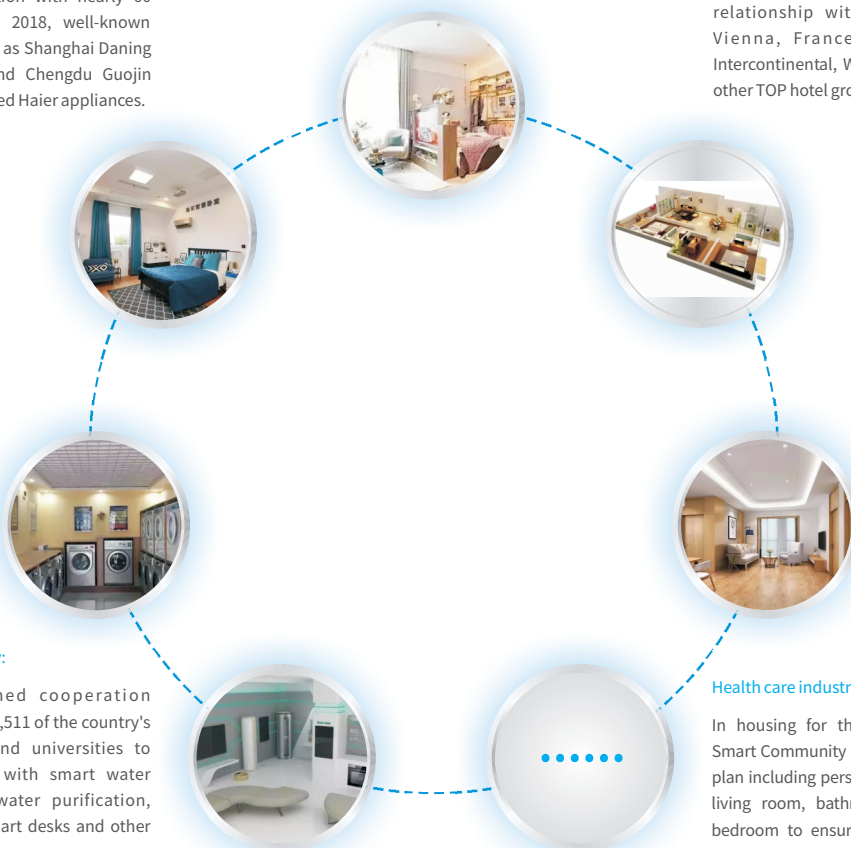 2018, well-known
as Shanghai Daning
nd Chengdu Guojin
ed Haier appliances.
relationship wit
Vienna, France
Intercontinental, W
other TOP hotel gro
y:
ned cooperation
,511 of the country's
nd universities to
with smart water
water purification,
art desks and other
Health care industr
In housing for th
Smart Community
plan including pers
living room, bathr
bedroom to ensur